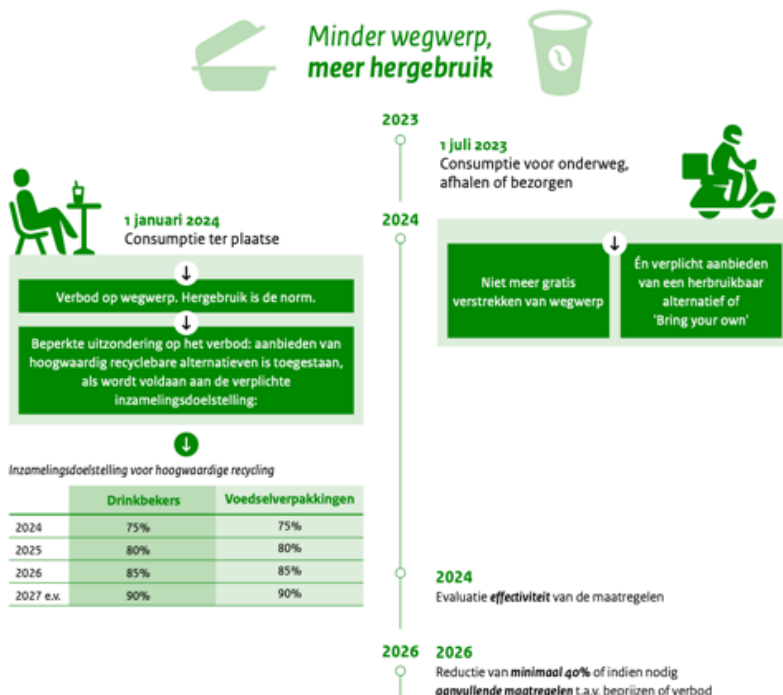 Minder wegwerp,
meer hergebruik
2023
1 juli 2023
Consumptie voor onderweg,
afhalen of bezorgen
2024
1 januari 2024
Consumptie ter plaatse
Verbod op wegwerp. Hergebruik is de norm.
Beperkte uitzondering op het verbod: aanbieden van
hoogwaardig recyclebare alternatieven is toegestaan,
als wordt voldaan aan de verplichte
inzamelingsdoelstelling:
Niet meer gratis
verstrekken van wegwerp
Én verplicht aanbieden
van een herbruikbaar
alternatief of
'Bring your own'
Inzamelingsdoelstelling voor hoogwaardige recycling
Drinkbekers Voedselverpakkingen
2024 75% 75%
2025 80% 80%
2026 85% 85%
2027 e.v. 90% 90%
2024
Evaluatie effectiviteit van de maatregelen
2026 2026
Reductie van minimaal 40% of indien nodig
aanvullende maatregelen t.a.v. beprijzen of verbod